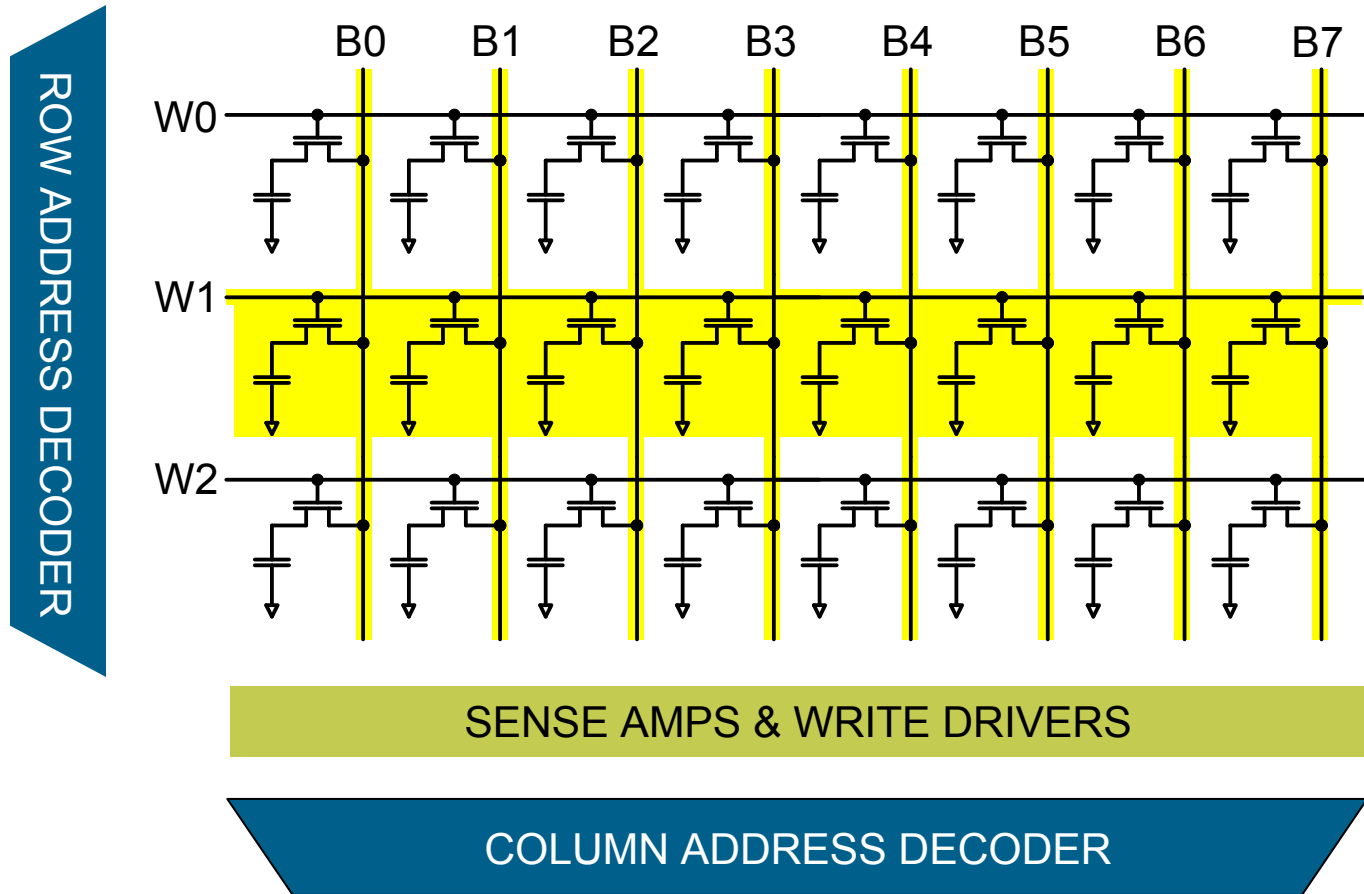 B0 B1 B2 B3 B4 B5 B6 B7
ROW ADDRESS DECODER
W0
W1
W2
SENSE AMPS & WRITE DRIVERS
COLUMN ADDRESS DECODER